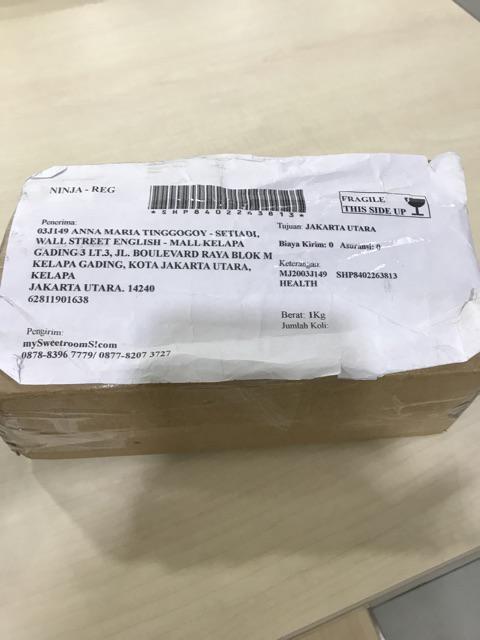 NINJA - REG
*SHP8402243813*
FRAGILE
THIS SIDE UP
Penerima:
03J149 ANNA MARIA TINGGOGOY - SETIADI,
WALL STREET ENGLISH - MALL KELAPA
GADING 3 LT.3, JL. BOULEVARD RAYA BLOK M
KELAPA GADING, KOTA JAKARTA UTARA,
KELAPA
JAKARTA UTARA. 14240
62811901638
Tujuan: JAKARTA UTARA
Biaya Kirim: 0 Asuransi: 0
Keterangan:
MJ2003J149 SHP8402263813
HEALTH
Berat: 1Kg
Jumlah Koli:
Pengirim:
mySweetroomS!com
0878-8396 7779/ 0877-8207 3727